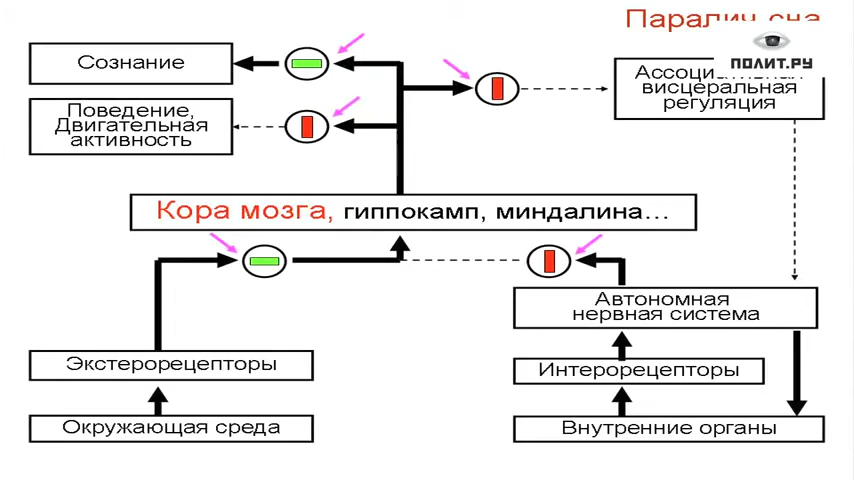 Паралич сна
ПОЛИТ.РУ
Сознание
Поведение,
Двигательная
активность
Ассоциативная
висцеральная
регуляция
Кора мозга, гиппокамп, миндалина...
Автономная
нервная система
Экстерорецепторы
Интерорецепторы
Окружающая среда
Внутренние органы